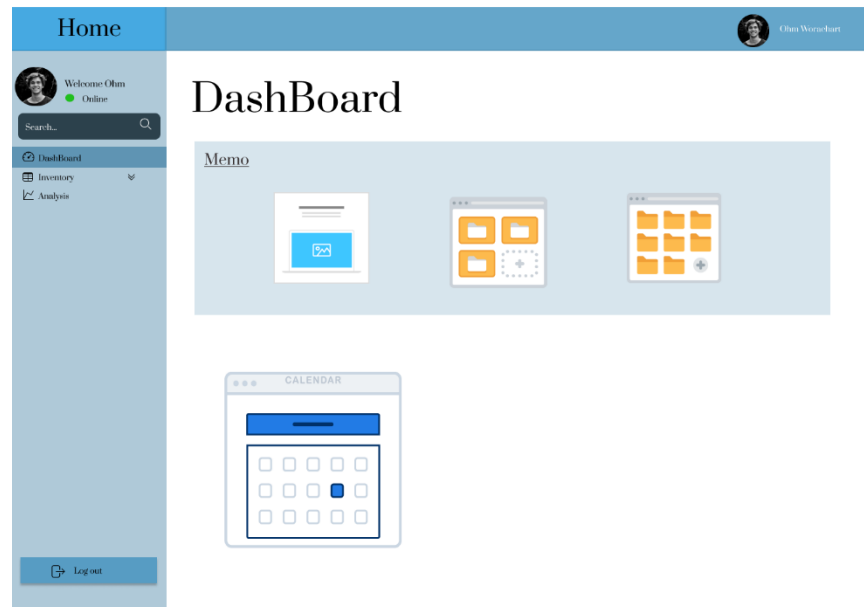 Home
Ohm Worachart
Welcome Ohm
Online
Search...
DashBoard
DashBoard
Inventory
Analysis
Memo
CALENDAR
Log out